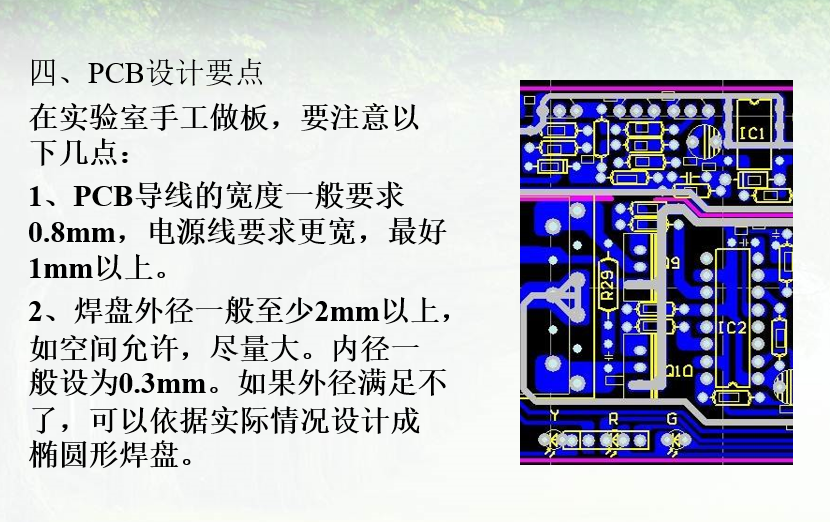 四、PCB设计要点
在实验室手工做板，要注意以
下几点：
1、PCB导线的宽度一般要求
0.8mm，电源线要求更宽，最好
1mm以上。
2、焊盘外径一般至少2mm以上，
如空间允许，尽量大。内径一
般设为0.3mm。如果外径满足不
了，可以依据实际情况设计成
椭圆形焊盘。
IC1
Q9
R29
IC2
Q10
Y R G